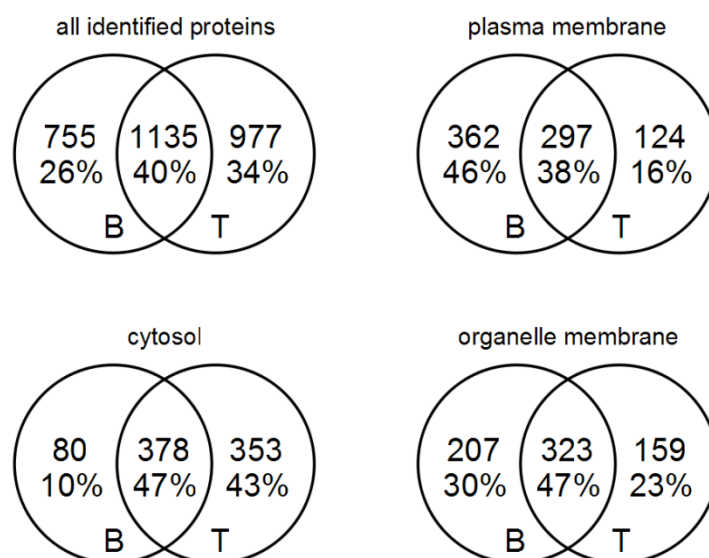 all identified proteins
755 1135 977
26% 40% 34%
B T
plasma membrane
362 297 124
46% 38% 16%
B T
cytosol
80 378 353
10% 47% 43%
B T
organelle membrane
207 323 159
30% 47% 23%
B T